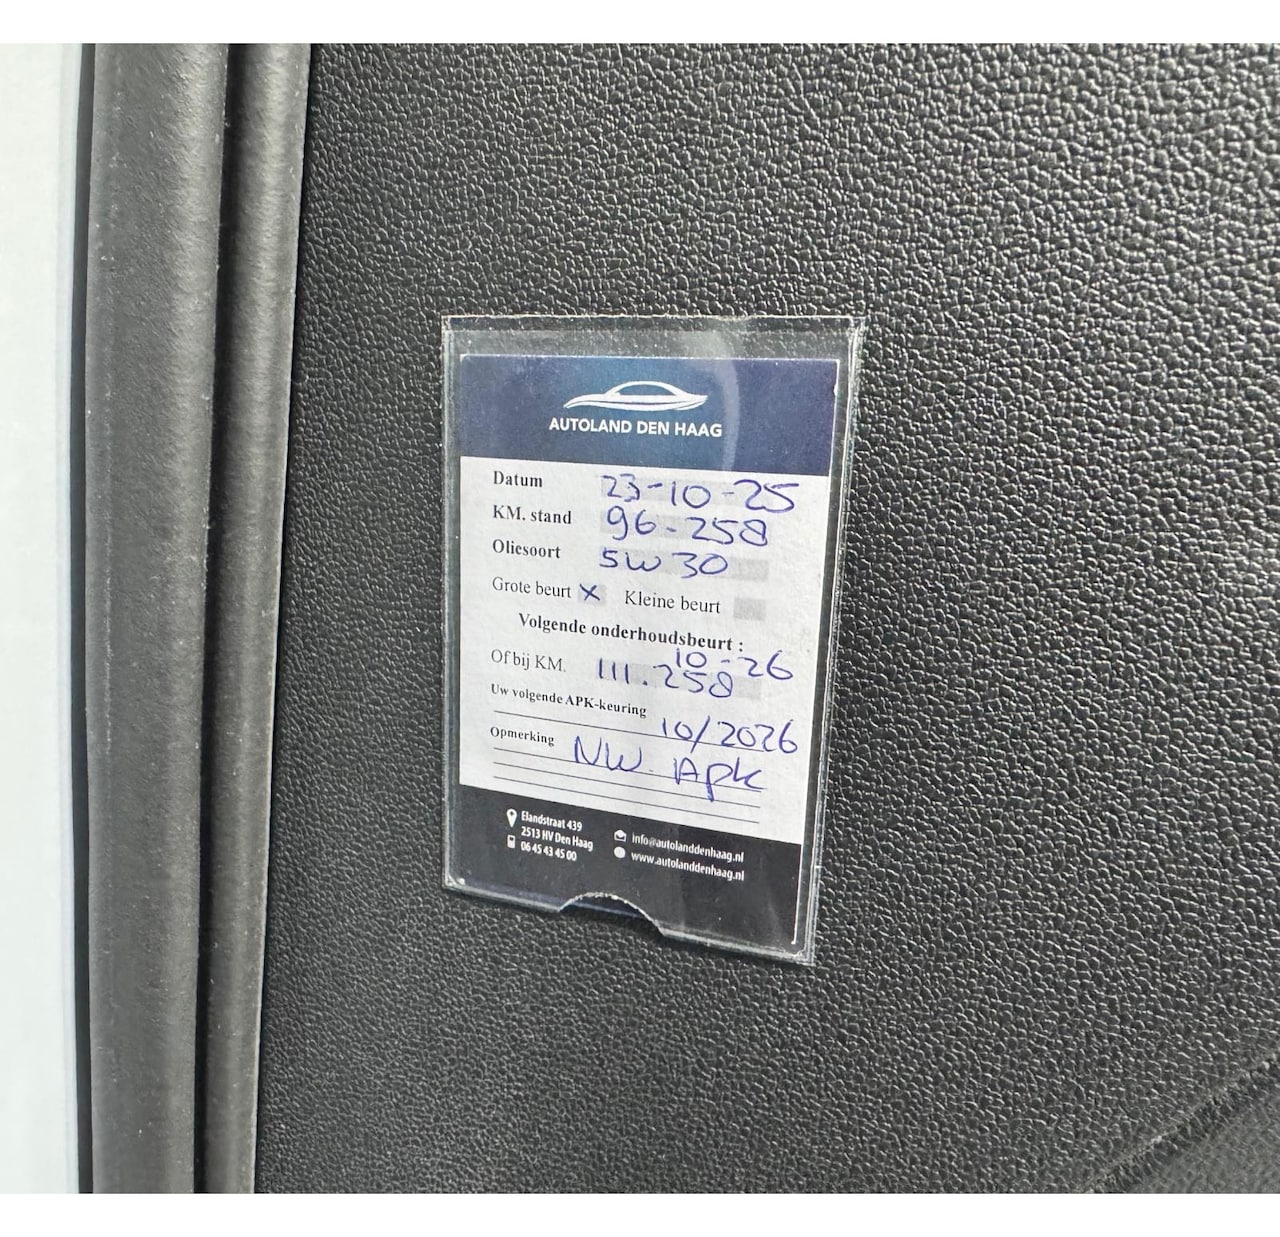 AUTOLAND DEN HAAG
Datum 23-10-25
KM. stand 96-258
Oliesoort 5W30
Grote beurt X Kleine beurt
Volgende onderhoudsbeurt :
10-26
Of bij KM. 111.258
Uw volgende APK-keuring 10/2026
Opmerking NW. Apk
Elandstraat 439
2513 HV Den Haag
06 45 43 45 00
info@autolanddenhaag.nl
www.autolanddenhaag.nl